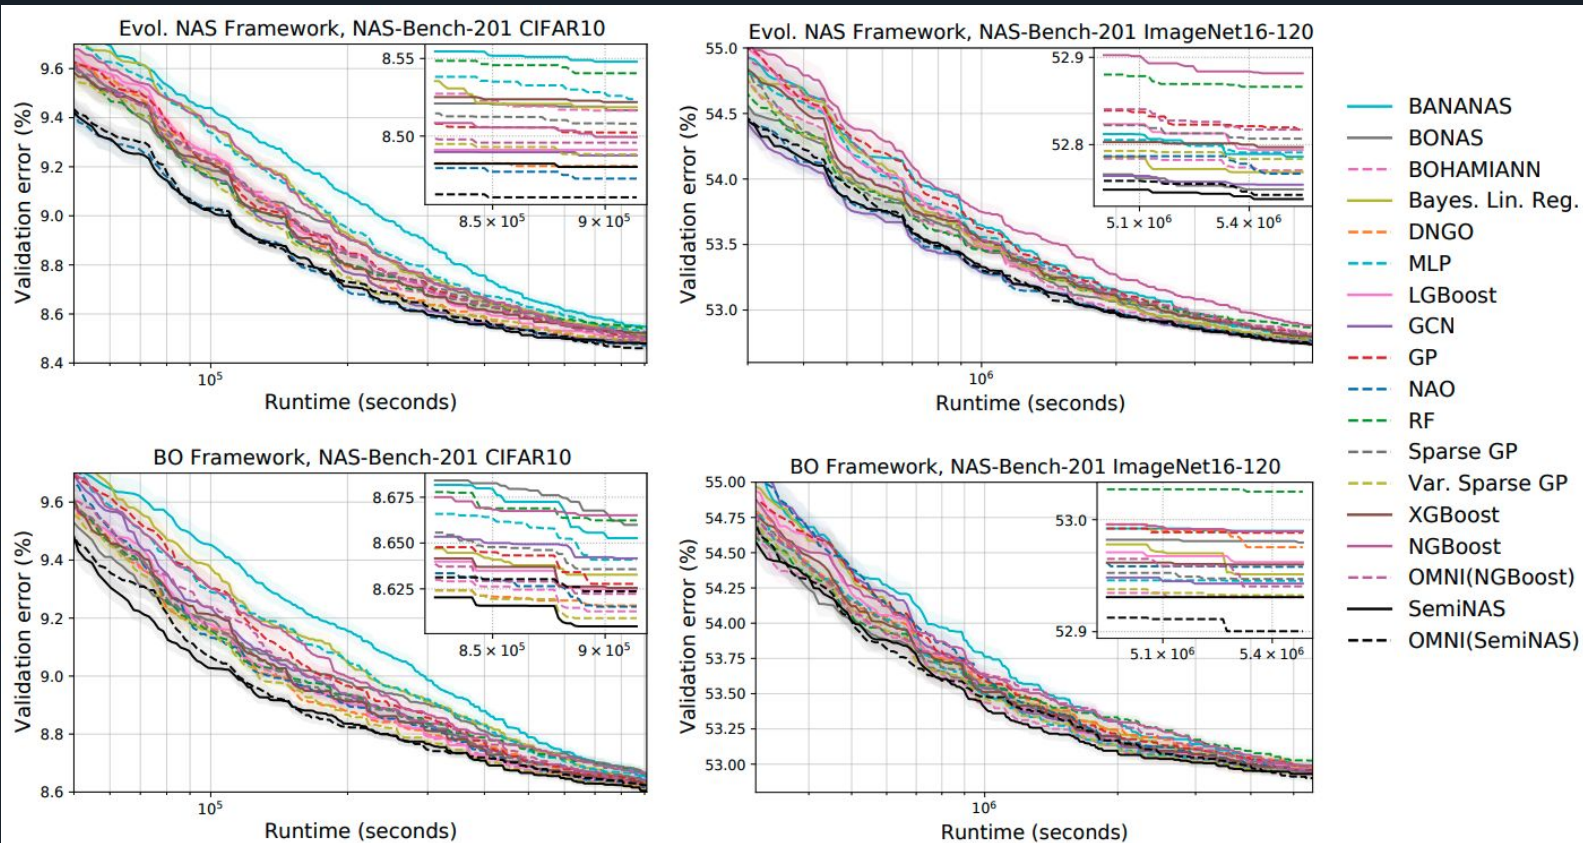 Evol. NAS Framework, NAS-Bench-201 CIFAR10
Validation error (%)
9.6
9.4
9.2
9.0
8.8
8.6
8.4
10⁵
Runtime (seconds)
8.55
8.50
8.5 × 10⁵
9 × 10⁵
Evol. NAS Framework, NAS-Bench-201 ImageNet16-120
Validation error (%)
55.0
54.5
54.0
53.5
53.0
10⁶
Runtime (seconds)
52.9
52.8
5.1 × 10⁶
5.4 × 10⁶
BO Framework, NAS-Bench-201 CIFAR10
Validation error (%)
9.6
9.4
9.2
9.0
8.8
8.6
10⁵
Runtime (seconds)
8.675
8.650
8.625
8.5 × 10⁵
9 × 10⁵
BO Framework, NAS-Bench-201 ImageNet16-120
Validation error (%)
55.00
54.75
54.50
54.25
54.00
53.75
53.50
53.25
53.00
10⁶
Runtime (seconds)
53.0
52.9
5.1 × 10⁶
5.4 × 10⁶
BANANAS
BONAS
BOHAMIANN
Bayes. Lin. Reg.
DNGO
MLP
LGBoost
GCN
GP
NAO
RF
Sparse GP
Var. Sparse GP
XGBoost
NGBoost
OMNI(NGBoost)
SemiNAS
OMNI(SemiNAS)